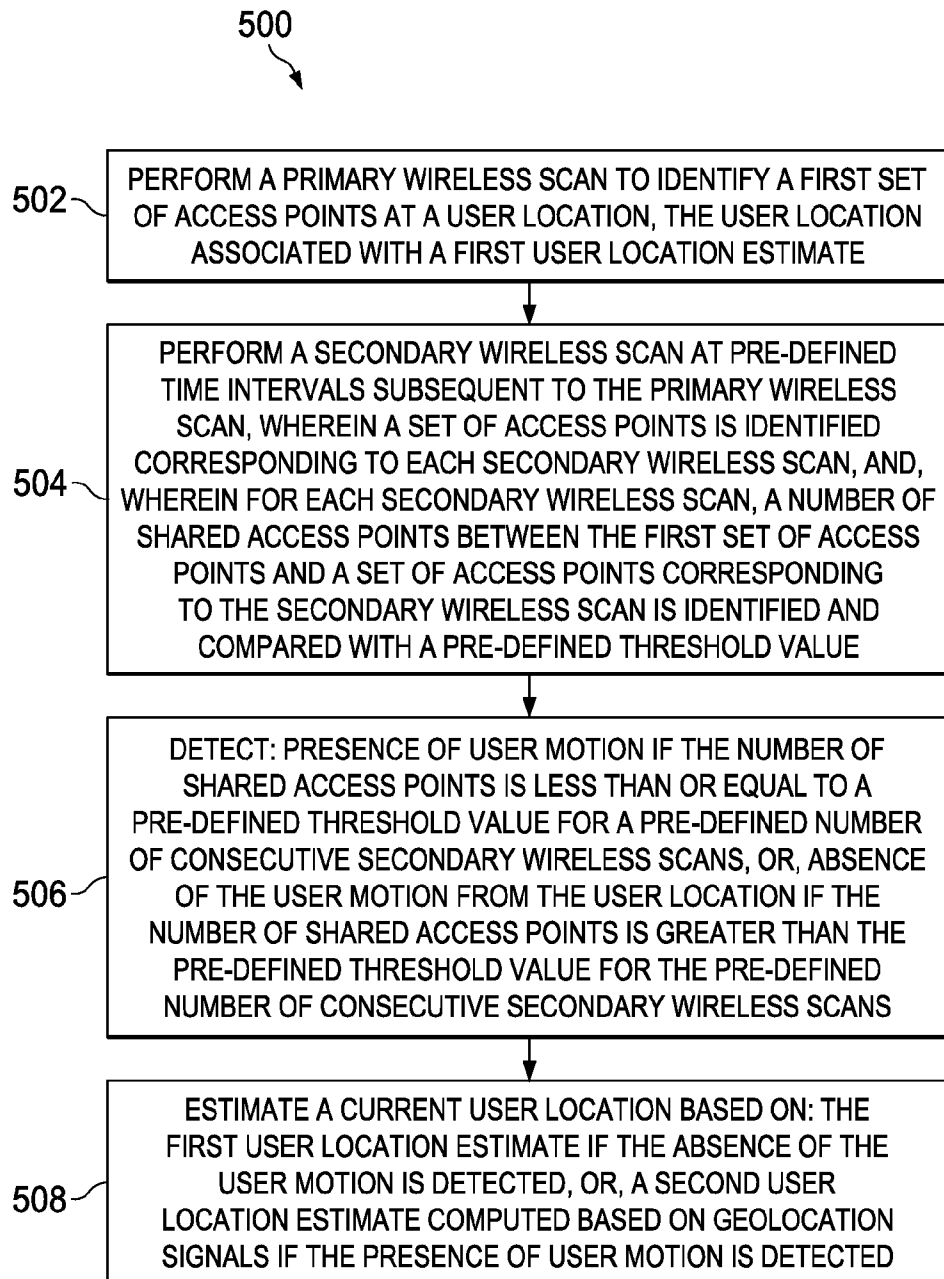 500
502
PERFORM A PRIMARY WIRELESS SCAN TO IDENTIFY A FIRST SET
OF ACCESS POINTS AT A USER LOCATION, THE USER LOCATION
ASSOCIATED WITH A FIRST USER LOCATION ESTIMATE
504
PERFORM A SECONDARY WIRELESS SCAN AT PRE-DEFINED
TIME INTERVALS SUBSEQUENT TO THE PRIMARY WIRELESS
SCAN, WHEREIN A SET OF ACCESS POINTS IS IDENTIFIED
CORRESPONDING TO EACH SECONDARY WIRELESS SCAN, AND,
WHEREIN FOR EACH SECONDARY WIRELESS SCAN, A NUMBER OF
SHARED ACCESS POINTS BETWEEN THE FIRST SET OF ACCESS
POINTS AND A SET OF ACCESS POINTS CORRESPONDING
TO THE SECONDARY WIRELESS SCAN IS IDENTIFIED AND
COMPARED WITH A PRE-DEFINED THRESHOLD VALUE
506
DETECT: PRESENCE OF USER MOTION IF THE NUMBER OF
SHARED ACCESS POINTS IS LESS THAN OR EQUAL TO A
PRE-DEFINED THRESHOLD VALUE FOR A PRE-DEFINED NUMBER
OF CONSECUTIVE SECONDARY WIRELESS SCANS, OR, ABSENCE
OF THE USER MOTION FROM THE USER LOCATION IF THE
NUMBER OF SHARED ACCESS POINTS IS GREATER THAN THE
PRE-DEFINED THRESHOLD VALUE FOR THE PRE-DEFINED
NUMBER OF CONSECUTIVE SECONDARY WIRELESS SCANS
508
ESTIMATE A CURRENT USER LOCATION BASED ON: THE
FIRST USER LOCATION ESTIMATE IF THE ABSENCE OF THE
USER MOTION IS DETECTED, OR, A SECOND USER
LOCATION ESTIMATE COMPUTED BASED ON GEOLOCATION
SIGNALS IF THE PRESENCE OF USER MOTION IS DETECTED